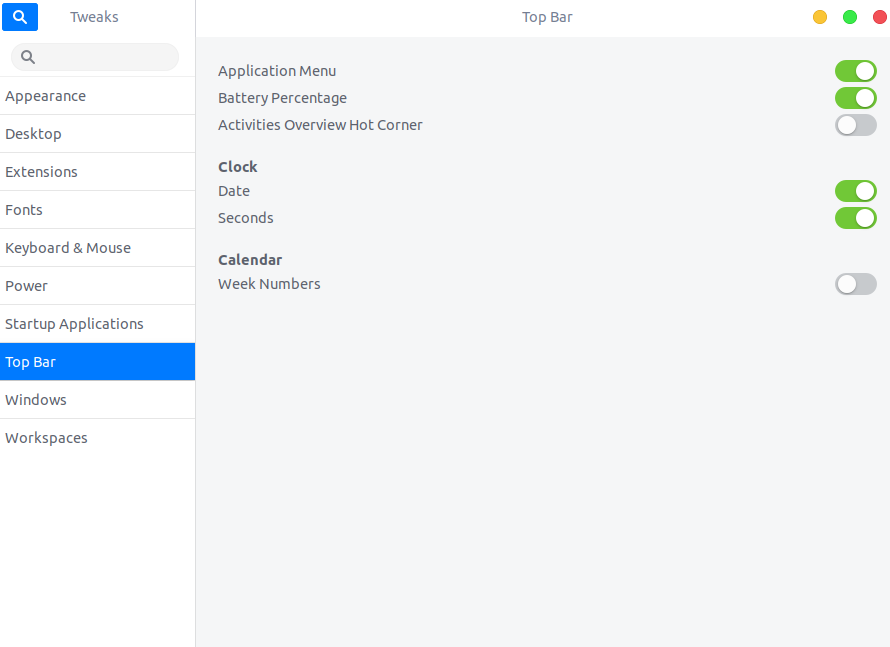 Tweaks
Top Bar
Appearance
Desktop
Extensions
Fonts
Keyboard & Mouse
Power
Startup Applications
Top Bar
Windows
Workspaces
Application Menu
Battery Percentage
Activities Overview Hot Corner
Clock
Date
Seconds
Calendar
Week Numbers